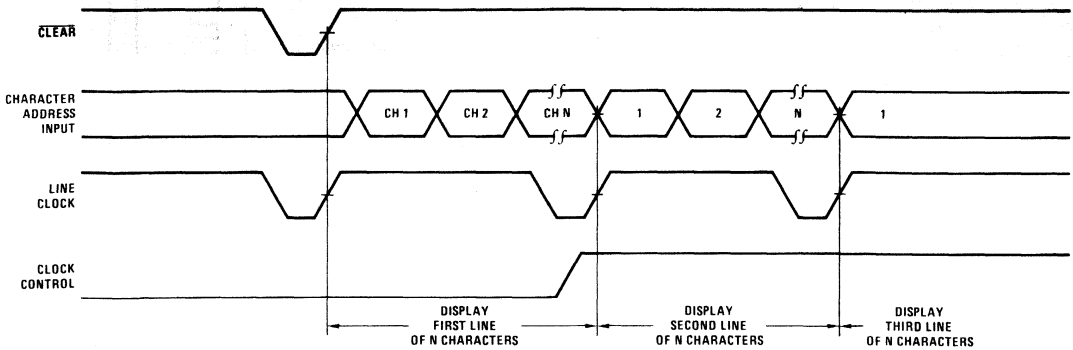 CLEAR
CHARACTER
ADDRESS
INPUT
CH 1 CH 2 CH N 1 2 N 1
LINE
CLOCK
CLOCK
CONTROL
DISPLAY
FIRST LINE
OF N CHARACTERS
DISPLAY
SECOND LINE
OF N CHARACTERS
DISPLAY
THIRD LINE
OF N CHARACTERS